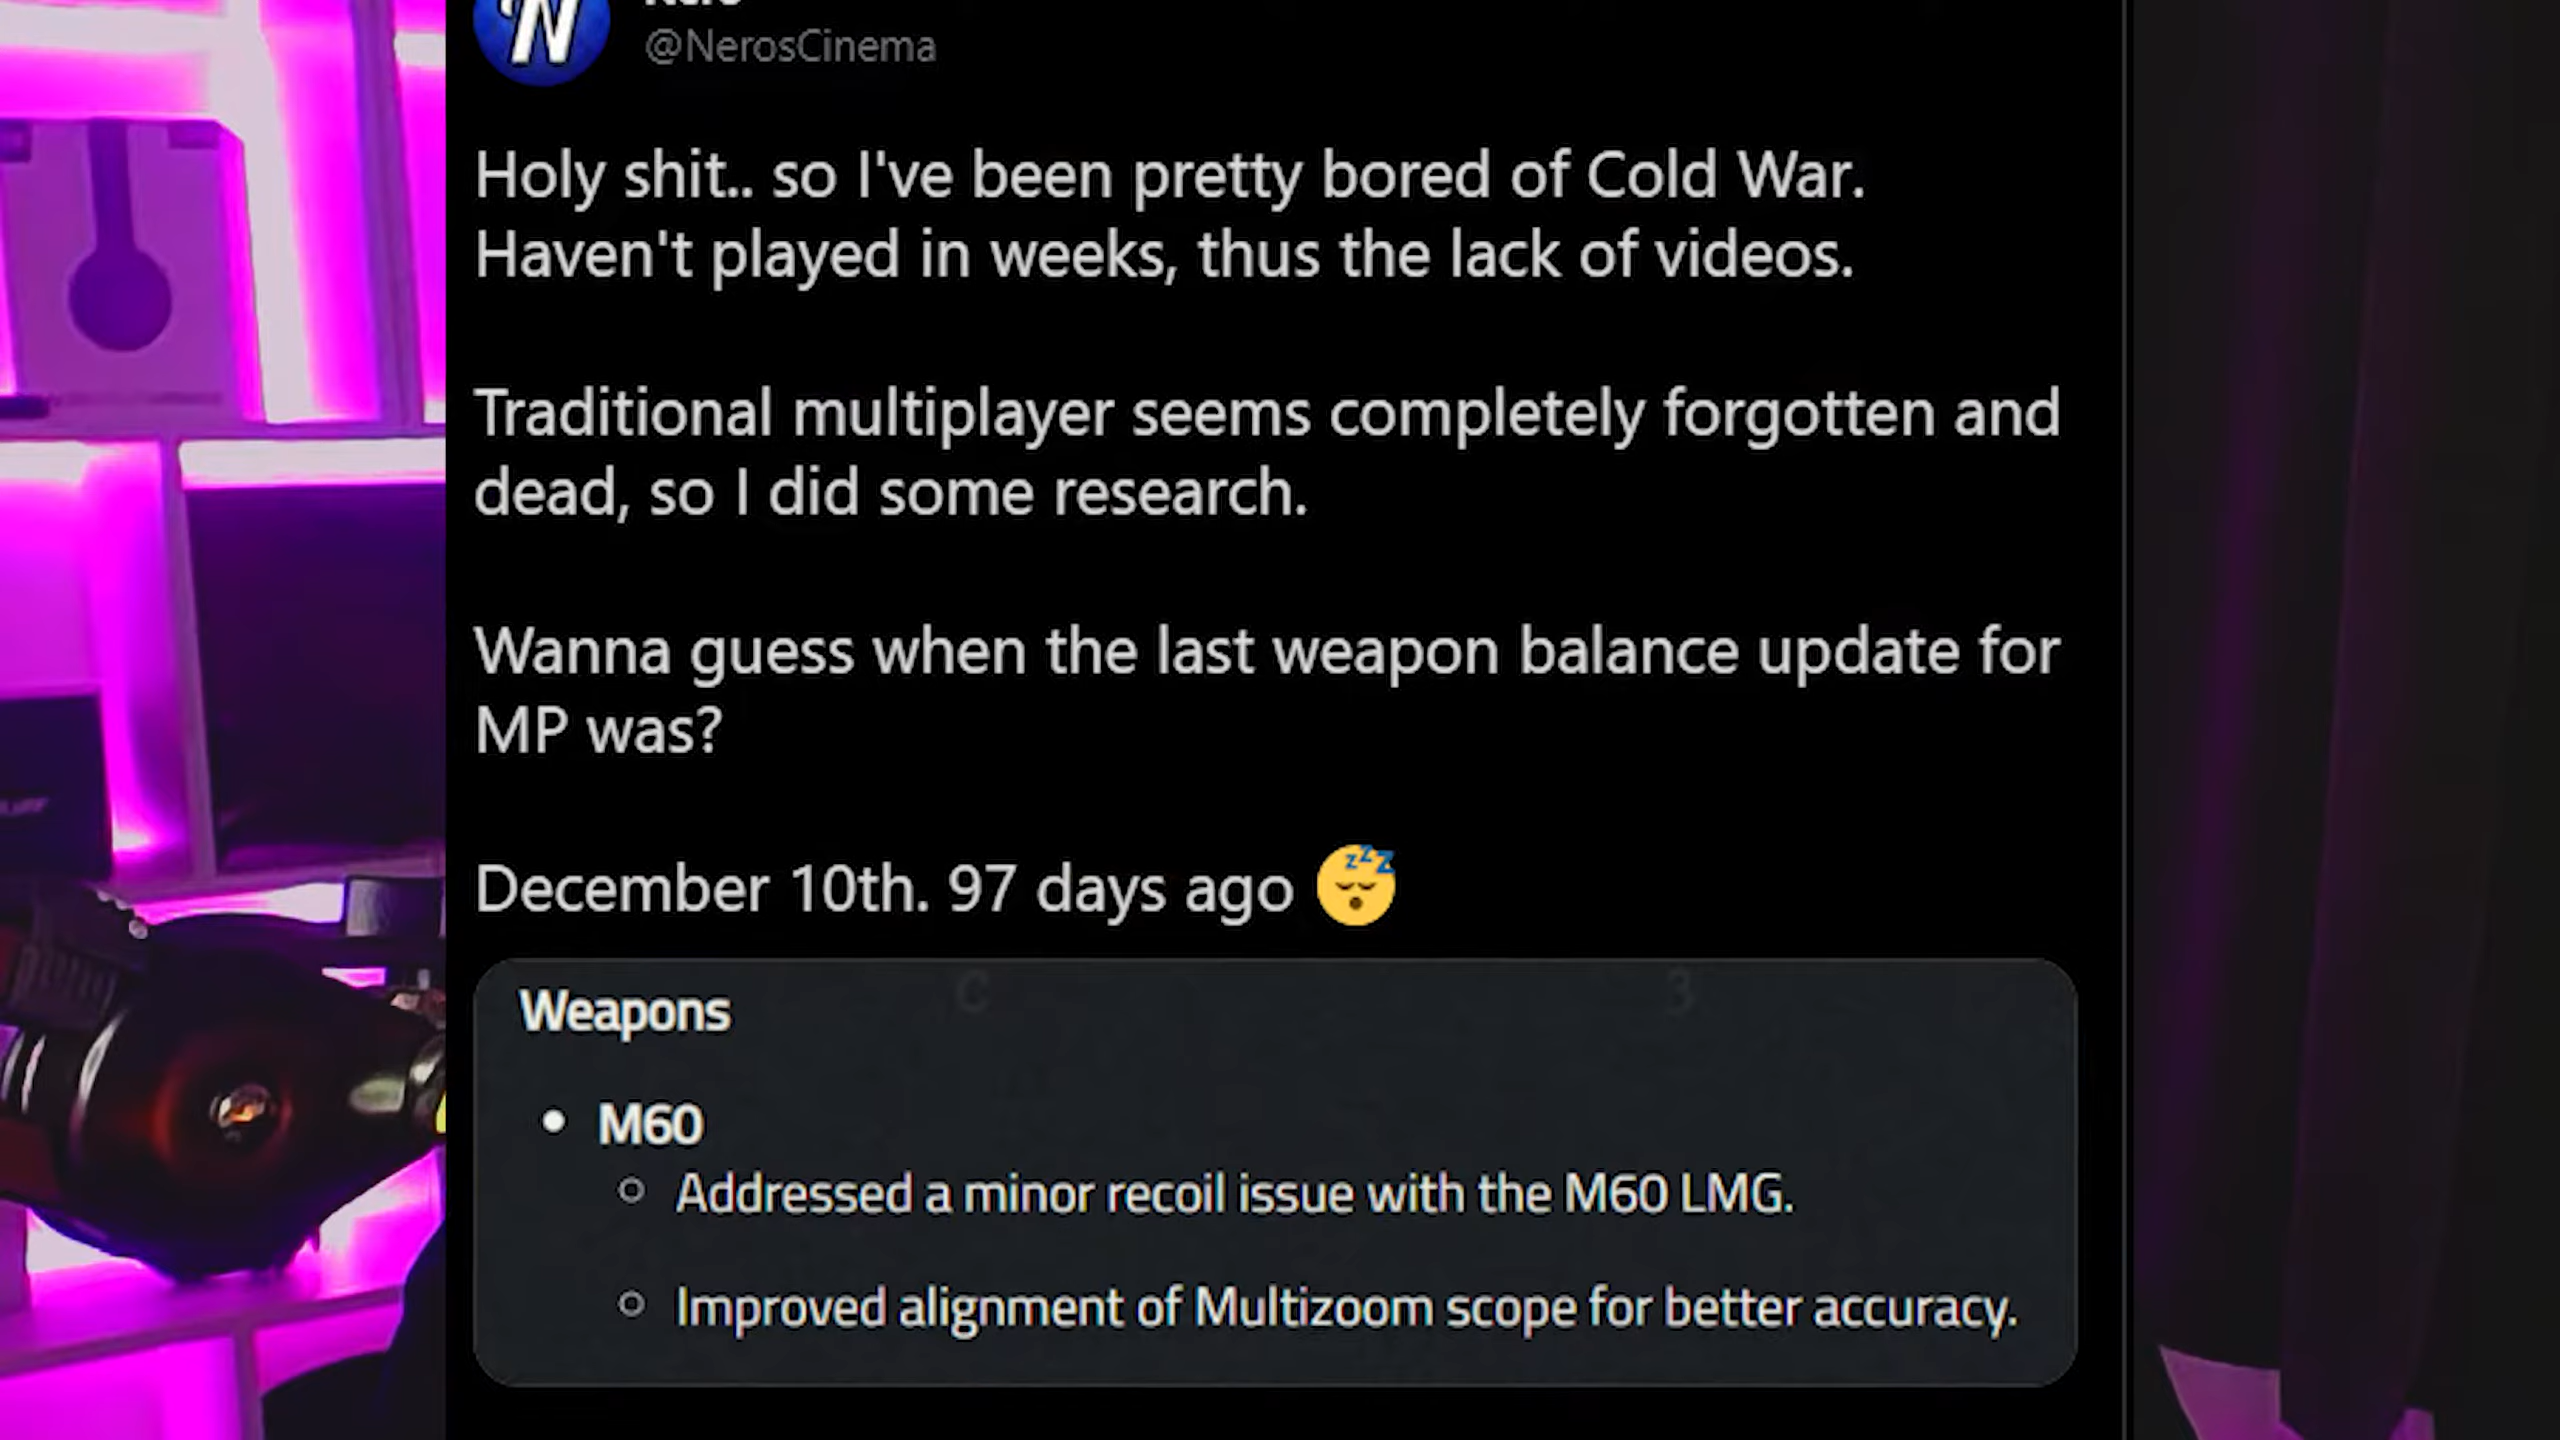 Nero
@NerosCinema
Holy shit.. so I've been pretty bored of Cold War.
Haven't played in weeks, thus the lack of videos.
Traditional multiplayer seems completely forgotten and
dead, so I did some research.
Wanna guess when the last weapon balance update for
MP was?
December 10th. 97 days ago 😴
Weapons
• M60
○ Addressed a minor recoil issue with the M60 LMG.
○ Improved alignment of Multizoom scope for better accuracy.